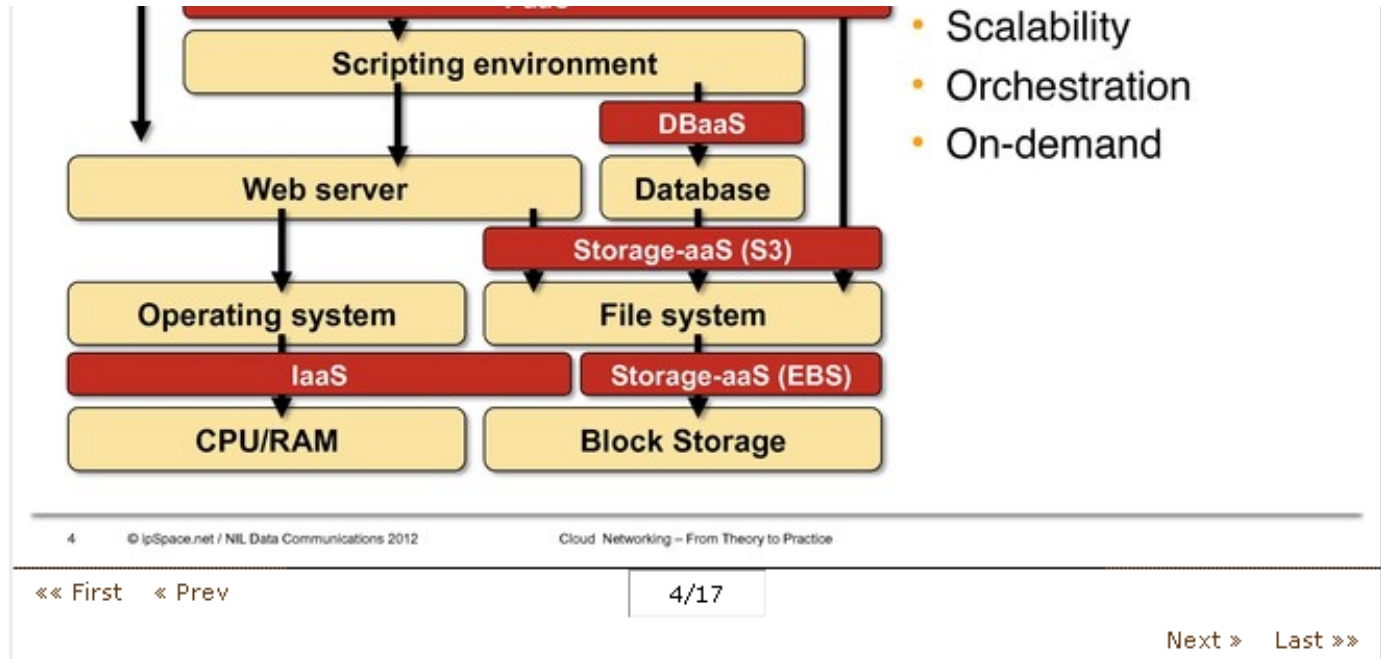 Scripting environment
DBaaS
Web server
Database
Storage-aaS (S3)
Operating system
File system
IaaS
Storage-aaS (EBS)
CPU/RAM
Block Storage
• Scalability
• Orchestration
• On-demand
4 © ipSpace.net / NIL Data Communications 2012 Cloud Networking – From Theory to Practice
«« First « Prev 4/17
Next » Last »»